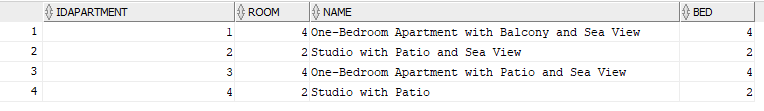 IDAPARTMENT ROOM NAME BED
1 1 4 One-Bedroom Apartment with Balcony and Sea View 4
2 2 2 Studio with Patio and Sea View 2
3 3 4 One-Bedroom Apartment with Patio and Sea View 4
4 4 2 Studio with Patio 2